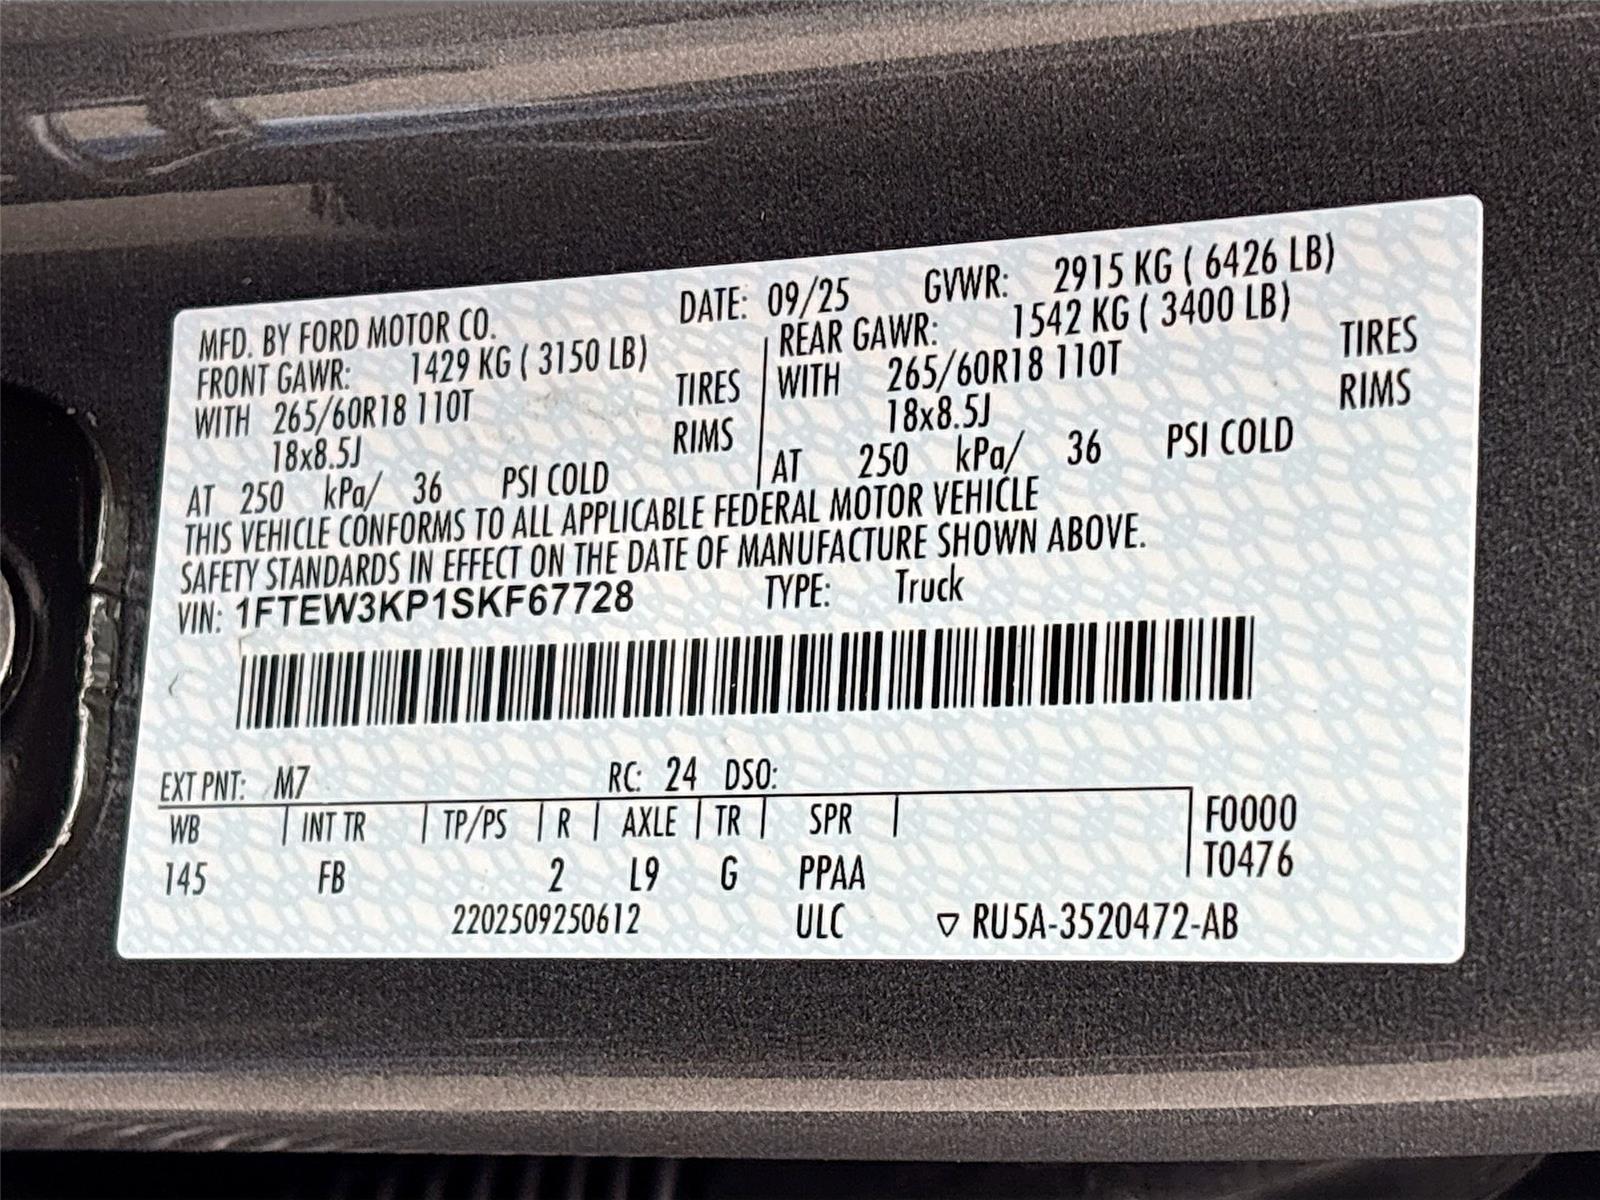 MFD. BY FORD MOTOR CO. DATE: 09/25 GVWR: 2915 KG ( 6426 LB)
FRONT GAWR: 1429 KG ( 3150 LB) REAR GAWR: 1542 KG ( 3400 LB)
WITH 265/60R18 110T TIRES WITH 265/60R18 110T TIRES
18x8.5J RIMS 18x8.5J RIMS
AT 250 kPa/ 36 PSI COLD AT 250 kPa/ 36 PSI COLD
THIS VEHICLE CONFORMS TO ALL APPLICABLE FEDERAL MOTOR VEHICLE
SAFETY STANDARDS IN EFFECT ON THE DATE OF MANUFACTURE SHOWN ABOVE.
VIN: 1FTEW3KP1SKF67728 TYPE: Truck
EXT PNT: M7 RC: 24 DSO:
WB INT TR TP/PS R AXLE TR SPR F0000
145 FB 2 L9 G PPAA T0476
2202509250612 ULC ▽ RU5A-3520472-AB